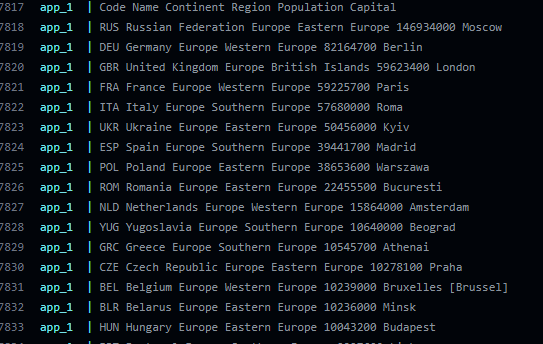 7817 app_1 | Code Name Continent Region Population Capital
7818 app_1 | RUS Russian Federation Europe Eastern Europe 146934000 Moscow
7819 app_1 | DEU Germany Europe Western Europe 82164700 Berlin
7820 app_1 | GBR United Kingdom Europe British Islands 59623400 London
7821 app_1 | FRA France Europe Western Europe 59225700 Paris
7822 app_1 | ITA Italy Europe Southern Europe 57680000 Roma
7823 app_1 | UKR Ukraine Europe Eastern Europe 50456000 Kyiv
7824 app_1 | ESP Spain Europe Southern Europe 39441700 Madrid
7825 app_1 | POL Poland Europe Eastern Europe 38653600 Warszawa
7826 app_1 | ROM Romania Europe Eastern Europe 22455500 Bucuresti
7827 app_1 | NLD Netherlands Europe Western Europe 15864000 Amsterdam
7828 app_1 | YUG Yugoslavia Europe Southern Europe 10640000 Beograd
7829 app_1 | GRC Greece Europe Southern Europe 10545700 Athenai
7830 app_1 | CZE Czech Republic Europe Eastern Europe 10278100 Praha
7831 app_1 | BEL Belgium Europe Western Europe 10239000 Bruxelles [Brussel]
7832 app_1 | BLR Belarus Europe Eastern Europe 10236000 Minsk
7833 app_1 | HUN Hungary Europe Eastern Europe 10043200 Budapest